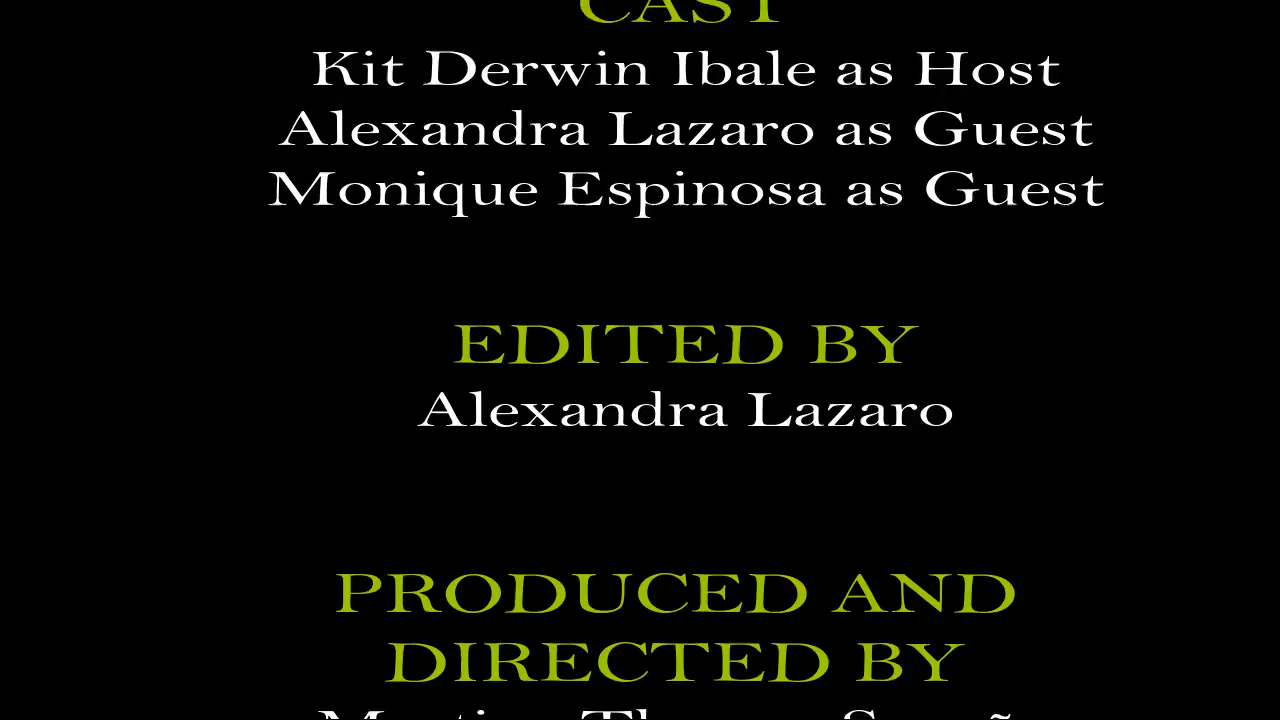 CAST
Kit Derwin Ibale as Host
Alexandra Lazaro as Guest
Monique Espinosa as Guest
EDITED BY
Alexandra Lazaro
PRODUCED AND
DIRECTED BY